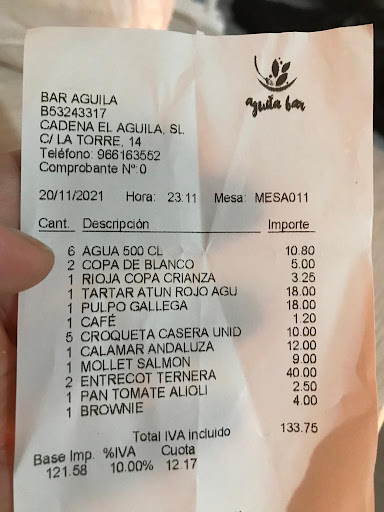 aguila bar
BAR AGUILA
B53243317
CADENA EL AGUILA, SL
C/ LA TORRE, 14
Teléfono: 966163552
Comprobante Nº: 0
20/11/2021 Hora: 23:11 Mesa: MESA011
Cant. Descripción Importe
6 AGUA 500 CL 10.80
2 COPA DE BLANCO 5.00
1 RIOJA COPA CRIANZA 3.25
1 TARTAR ATUN ROJO AGU 18.00
1 PULPO GALLEGA 18.00
1 CAFÉ 1.20
5 CROQUETA CASERA UNID 10.00
1 CALAMAR ANDALUZA 12.00
1 MOLLET SALMON 9.00
2 ENTRECOT TERNERA 40.00
1 PAN TOMATE ALIOLI 2.50
1 BROWNIE 4.00
Total IVA incluido 133.75
Base Imp. %IVA Cuota
121.58 10.00% 12.17